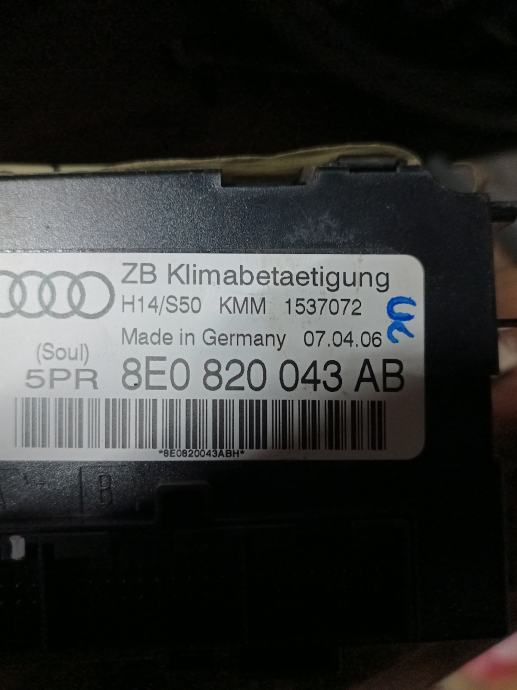 ZB Klimabetaetigung
H14/S50 KMM 1537072
Made in Germany 07.04.06
(Soul)
5PR 8E0 820 043 AB
*8E0820043ABH*
B